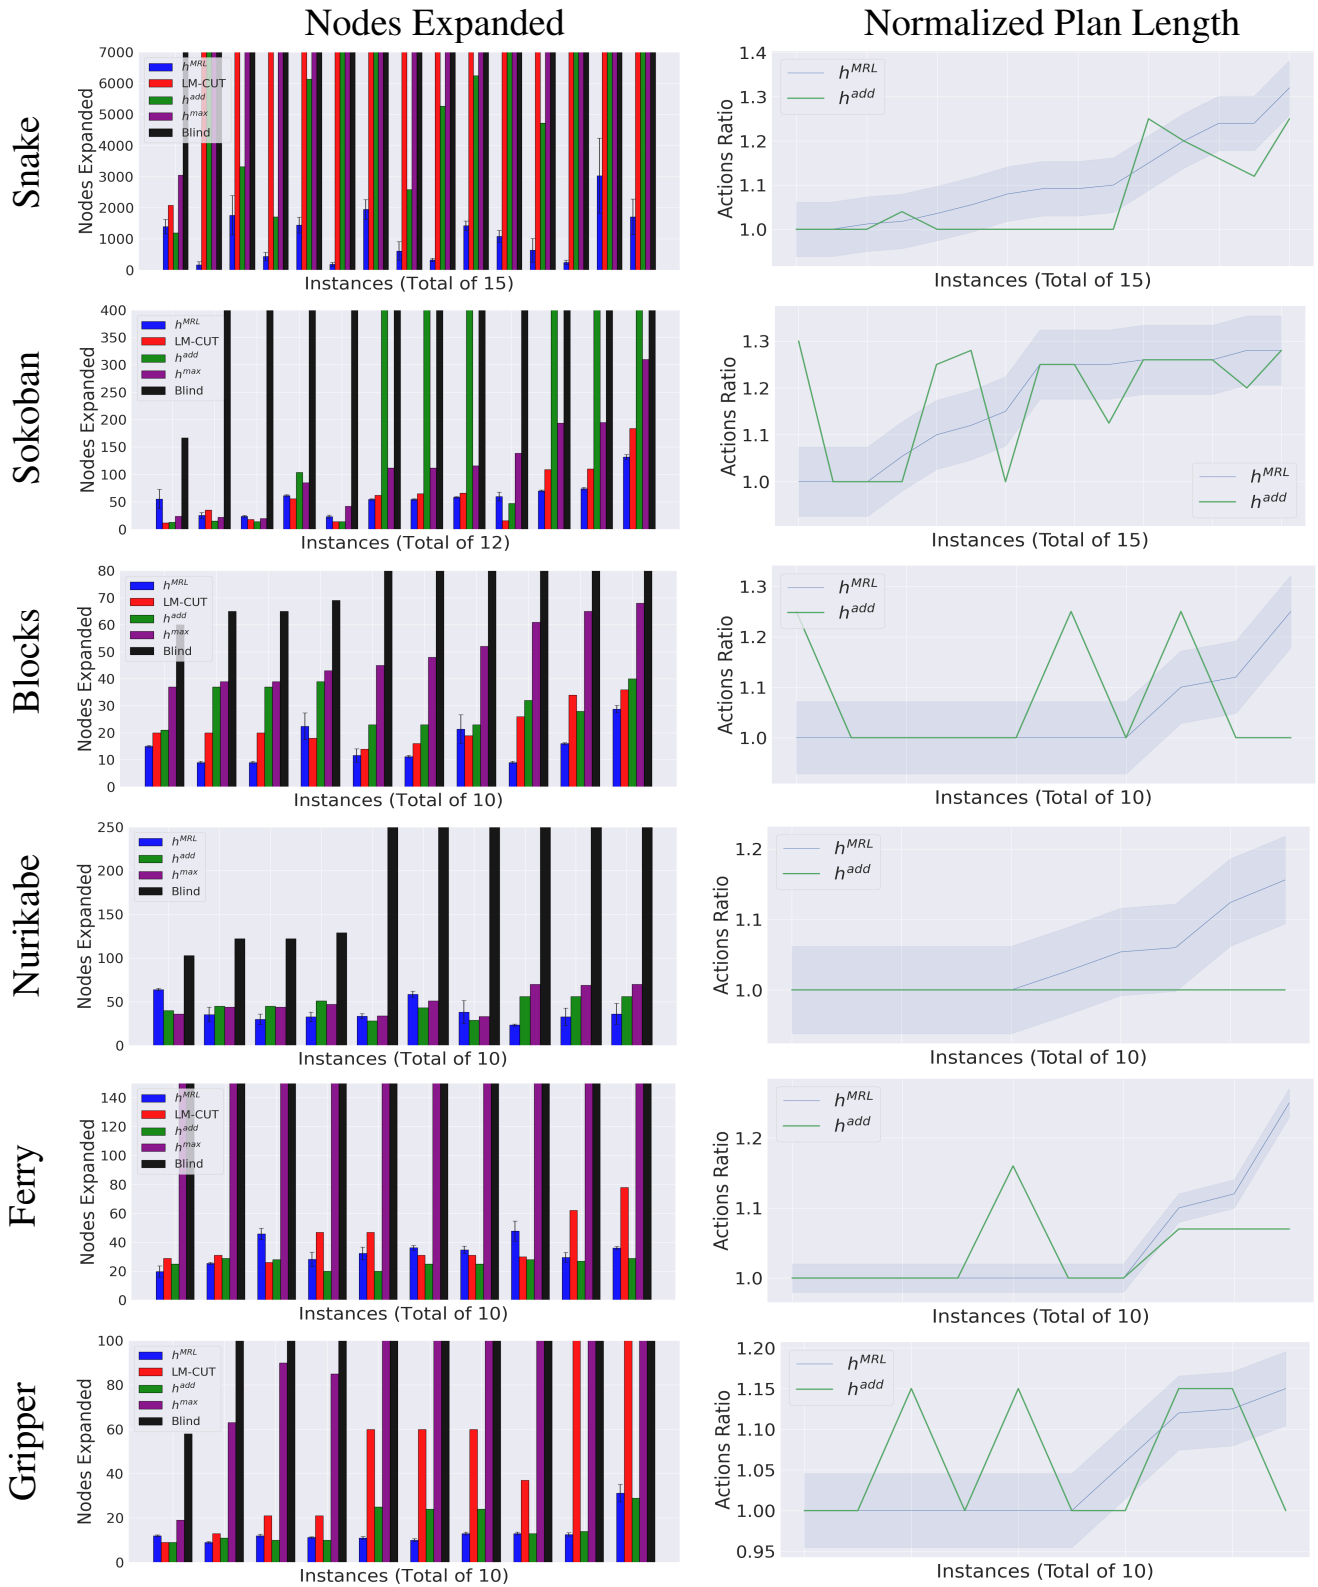 Nodes Expanded
Normalized Plan Length
Snake
Nodes Expanded
7000
6000
5000
4000
3000
2000
1000
0
h^MRL
LM-CUT
h^add
h^max
Blind
Instances (Total of 15)
Actions Ratio
1.4
1.3
1.2
1.1
1.0
h^MRL
h^add
Instances (Total of 15)
Sokoban
Nodes Expanded
400
350
300
250
200
150
100
50
0
h^MRL
LM-CUT
h^add
h^max
Blind
Instances (Total of 12)
Actions Ratio
1.3
1.2
1.1
1.0
h^MRL
h^add
Instances (Total of 15)
Blocks
Nodes Expanded
80
70
60
50
40
30
20
10
0
h^MRL
LM-CUT
h^add
h^max
Blind
Instances (Total of 10)
Actions Ratio
1.3
1.2
1.1
1.0
h^MRL
h^add
Instances (Total of 10)
Nurikabe
Nodes Expanded
250
200
150
100
50
0
h^MRL
h^add
h^max
Blind
Instances (Total of 10)
Actions Ratio
1.2
1.1
1.0
h^MRL
h^add
Instances (Total of 10)
Ferry
Nodes Expanded
140
120
100
80
60
40
20
0
h^MRL
LM-CUT
h^add
h^max
Blind
Instances (Total of 10)
Actions Ratio
1.2
1.1
1.0
h^MRL
h^add
Instances (Total of 10)
Gripper
Nodes Expanded
100
80
60
40
20
0
h^MRL
LM-CUT
h^add
h^max
Blind
Instances (Total of 10)
Actions Ratio
1.20
1.15
1.10
1.05
1.00
0.95
h^MRL
h^add
Instances (Total of 10)